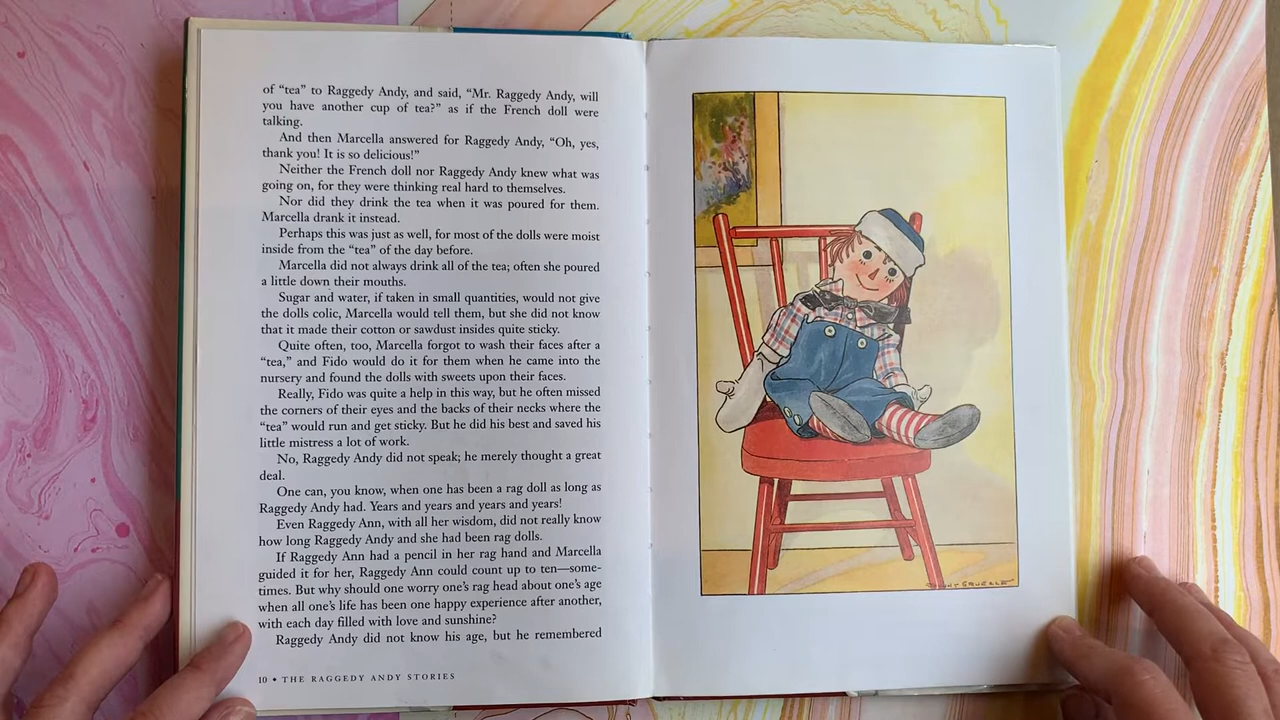 of “tea” to Raggedy Andy, and said, “Mr. Raggedy Andy, will
you have another cup of tea?” as if the French doll were
talking.
And then Marcella answered for Raggedy Andy, “Oh, yes,
thank you! It is so delicious!”
Neither the French doll nor Raggedy Andy knew what was
going on, for they were thinking real hard to themselves.
Nor did they drink the tea when it was poured for them.
Marcella drank it instead.
Perhaps this was just as well, for most of the dolls were moist
inside from the “tea” of the day before.
Marcella did not always drink all of the tea; often she poured
a little down their mouths.
Sugar and water, if taken in small quantities, would not give
the dolls colic, Marcella would tell them, but she did not know
that it made their cotton or sawdust insides quite sticky.
Quite often, too, Marcella forgot to wash their faces after a
“tea,” and Fido would do it for them when he came into the
nursery and found the dolls with sweets upon their faces.
Really, Fido was quite a help in this way, but he often missed
the corners of their eyes and the backs of their necks where the
“tea” would run and get sticky. But he did his best and saved his
little mistress a lot of work.
No, Raggedy Andy did not speak; he merely thought a great
deal.
One can, you know, when one has been a rag doll as long as
Raggedy Andy had. Years and years and years and years!
Even Raggedy Ann, with all her wisdom, did not really know
how long Raggedy Andy and she had been rag dolls.
If Raggedy Ann had a pencil in her rag hand and Marcella
guided it for her, Raggedy Ann could count up to ten—some-
times. But why should one worry one’s rag head about one’s age
when all one’s life has been one happy experience after another,
with each day filled with love and sunshine?
Raggedy Andy did not know his age, but he remembered
10 • THE RAGGEDY ANDY STORIES
GRUELLE